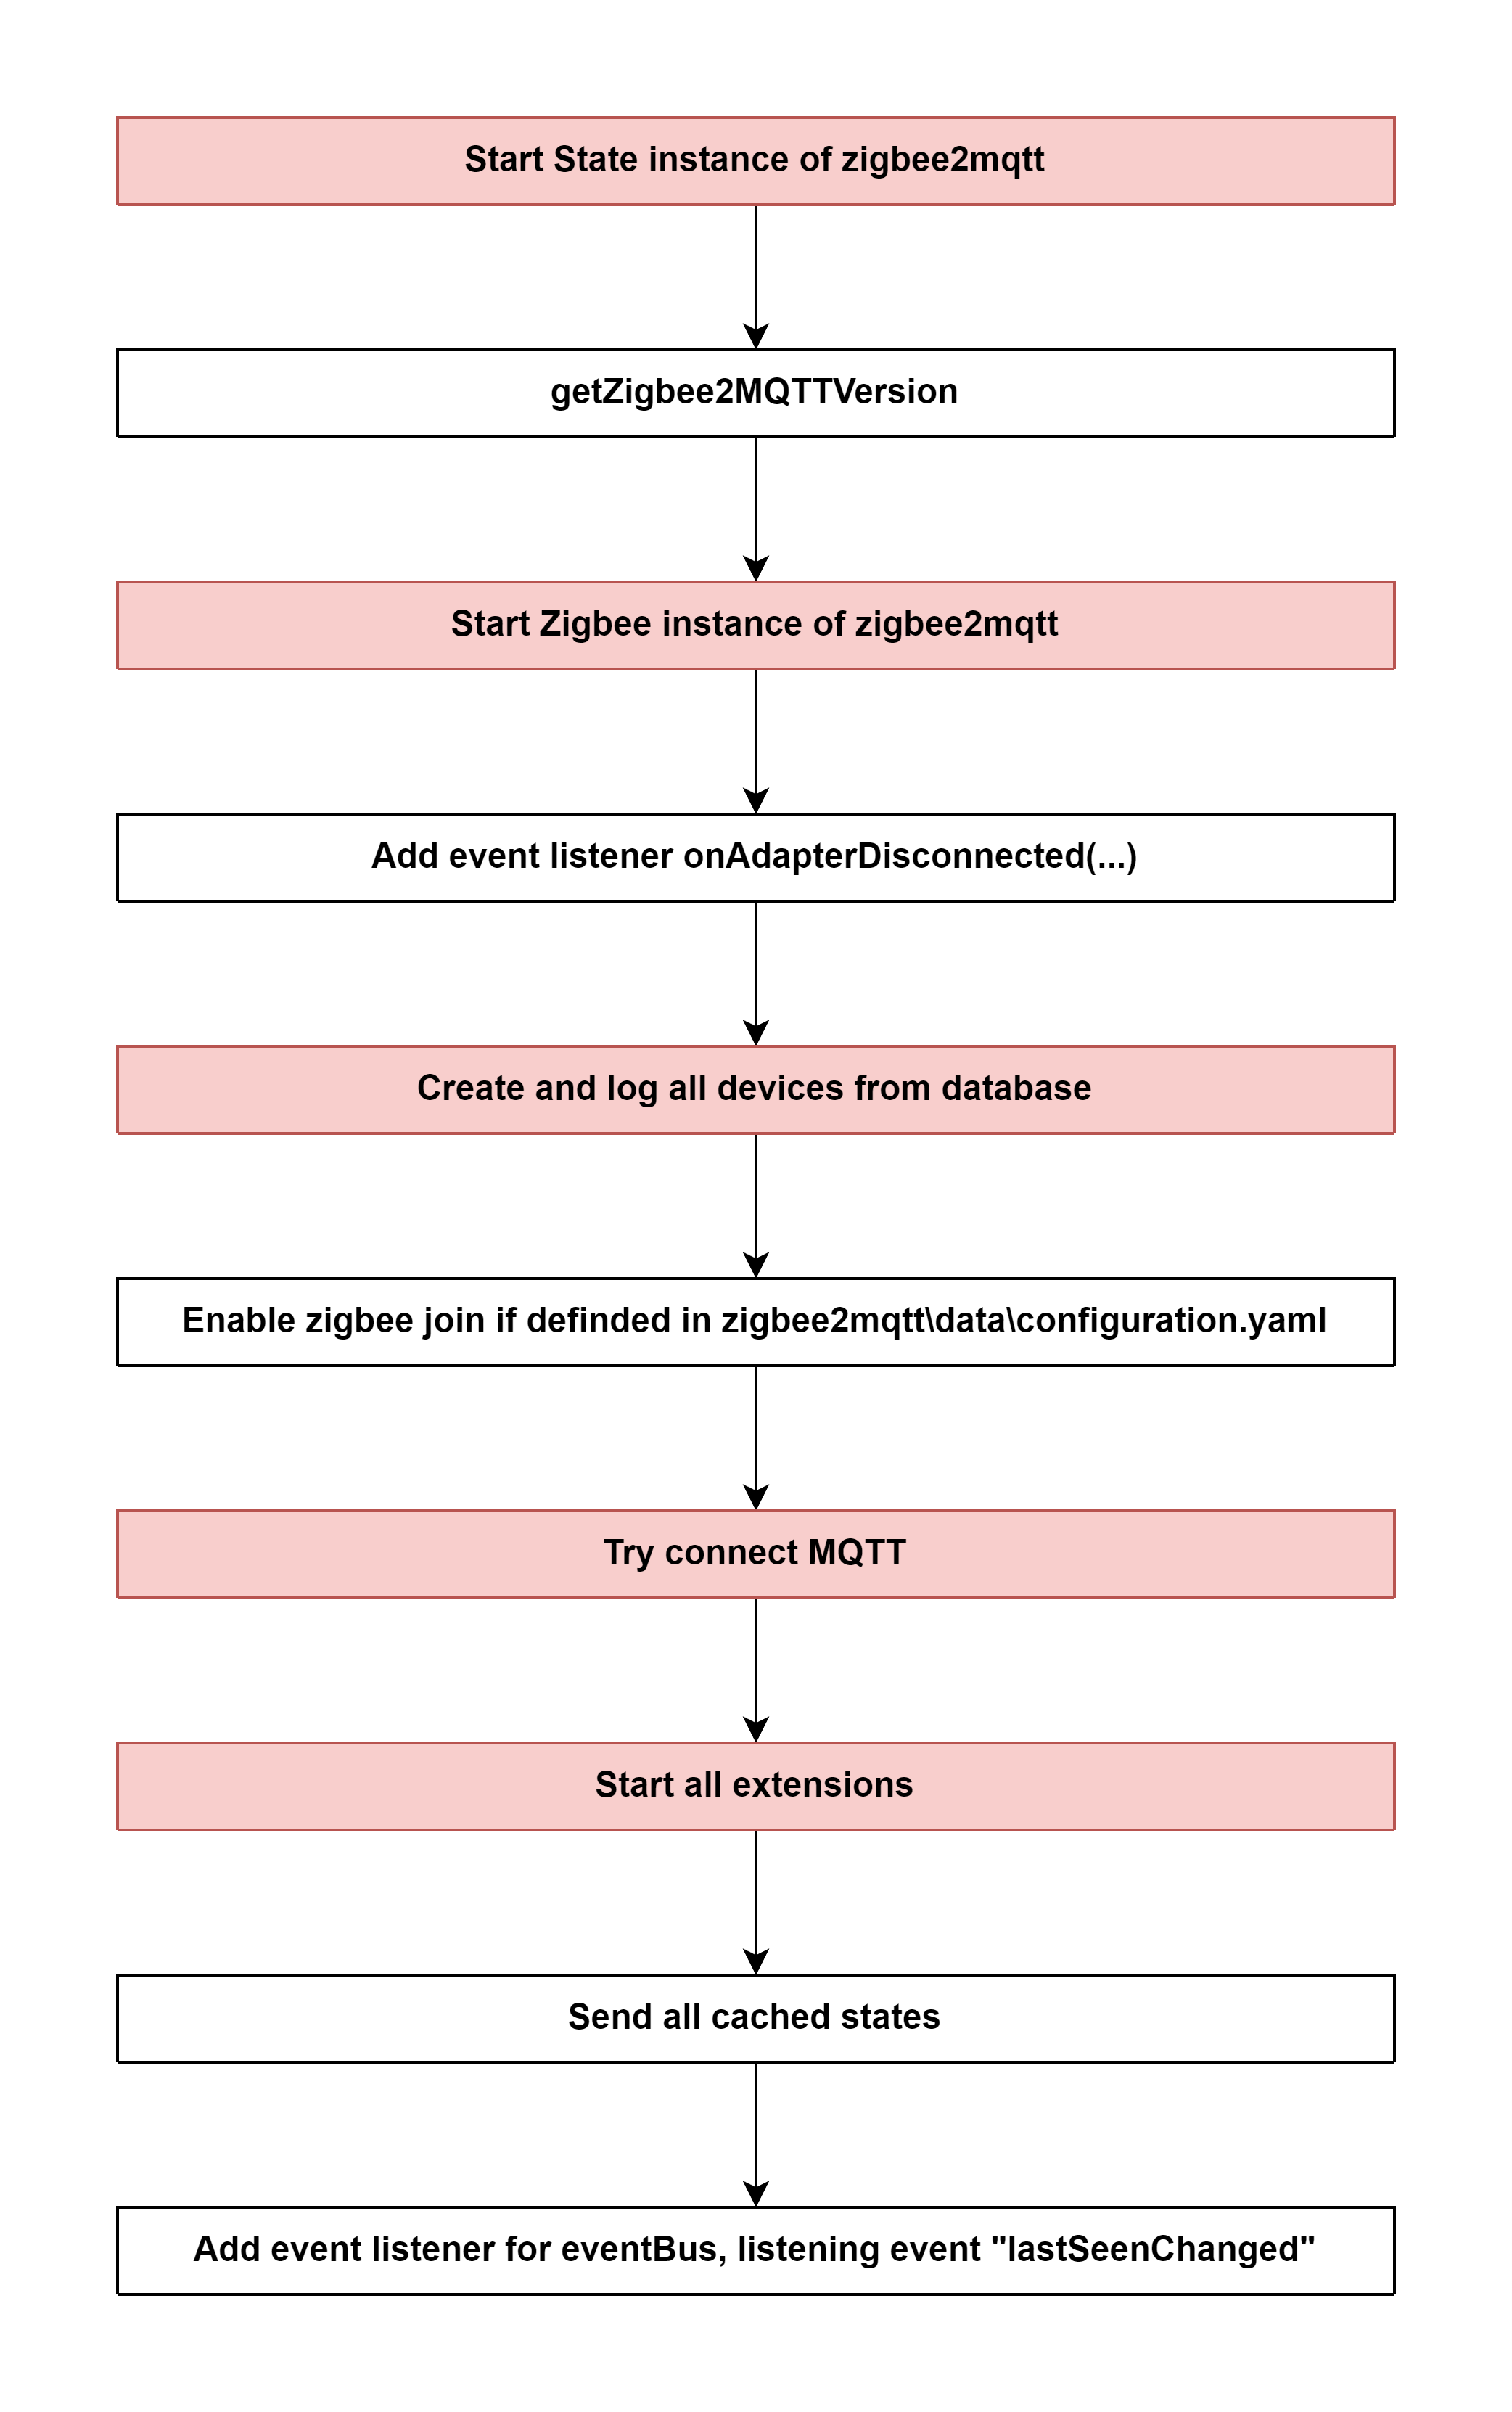 Start State instance of zigbee2mqtt
getZigbee2MQTTVersion
Start Zigbee instance of zigbee2mqtt
Add event listener onAdapterDisconnected(...)
Create and log all devices from database
Enable zigbee join if definded in zigbee2mqtt\data\configuration.yaml
Try connect MQTT
Start all extensions
Send all cached states
Add event listener for eventBus, listening event "lastSeenChanged"